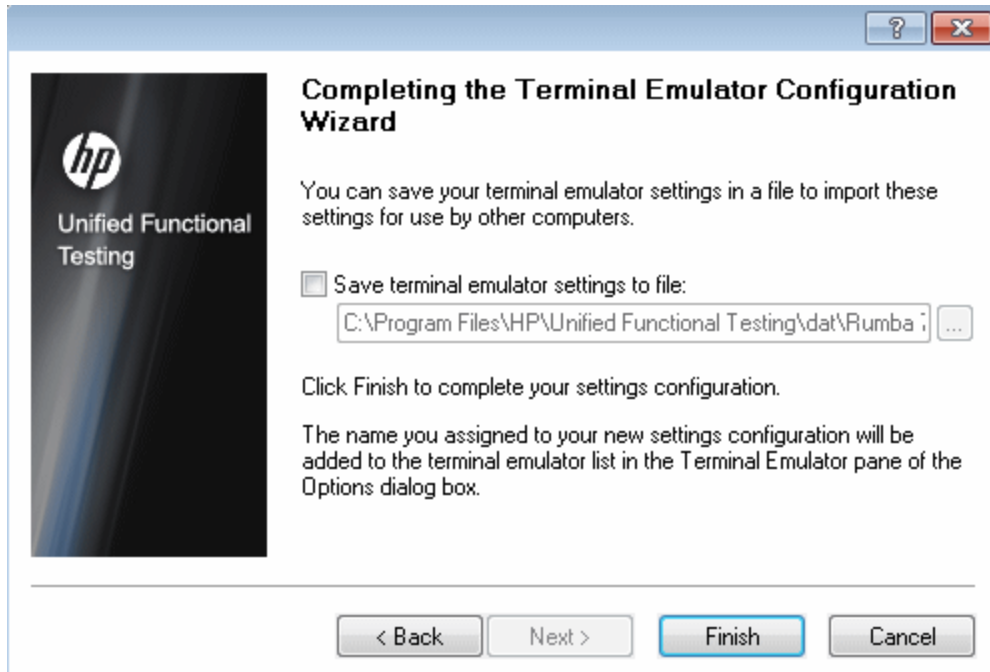 ?
Completing the Terminal Emulator Configuration
Wizard
hp
Unified Functional
Testing
You can save your terminal emulator settings in a file to import these
settings for use by other computers.
Save terminal emulator settings to file:
C:\Program Files\HP\Unified Functional Testing\dat\Rumba
...
Click Finish to complete your settings configuration.
The name you assigned to your new settings configuration will be
added to the terminal emulator list in the Terminal Emulator pane of the
Options dialog box.
< Back
Next >
Finish
Cancel